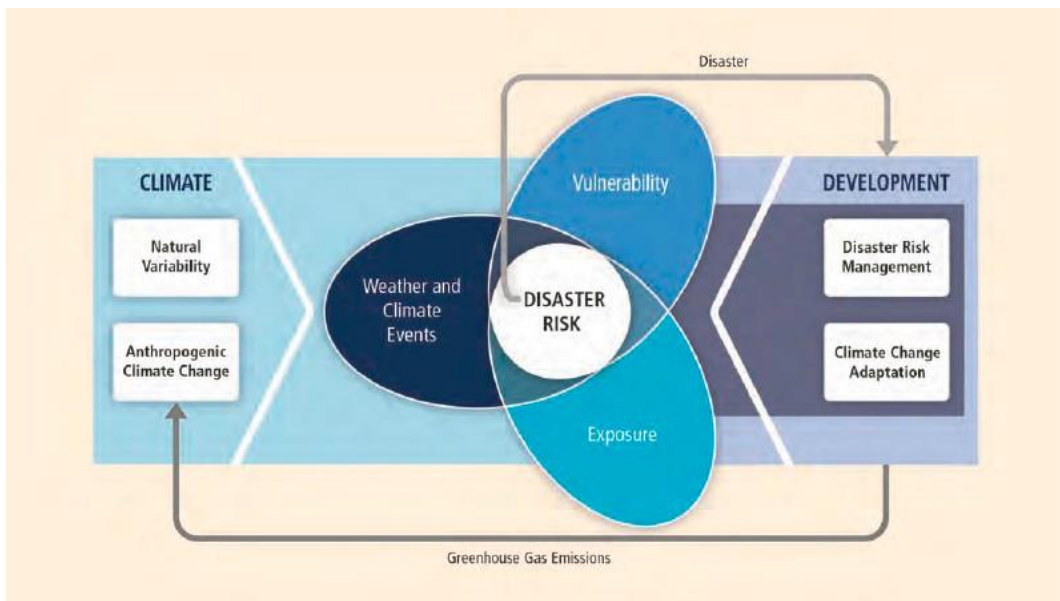 Disaster
CLIMATE
Natural
Variability
Anthropogenic
Climate Change
Vulnerability
Weather and
Climate
Events
DISASTER
RISK
Exposure
DEVELOPMENT
Disaster Risk
Management
Climate Change
Adaptation
Greenhouse Gas Emissions